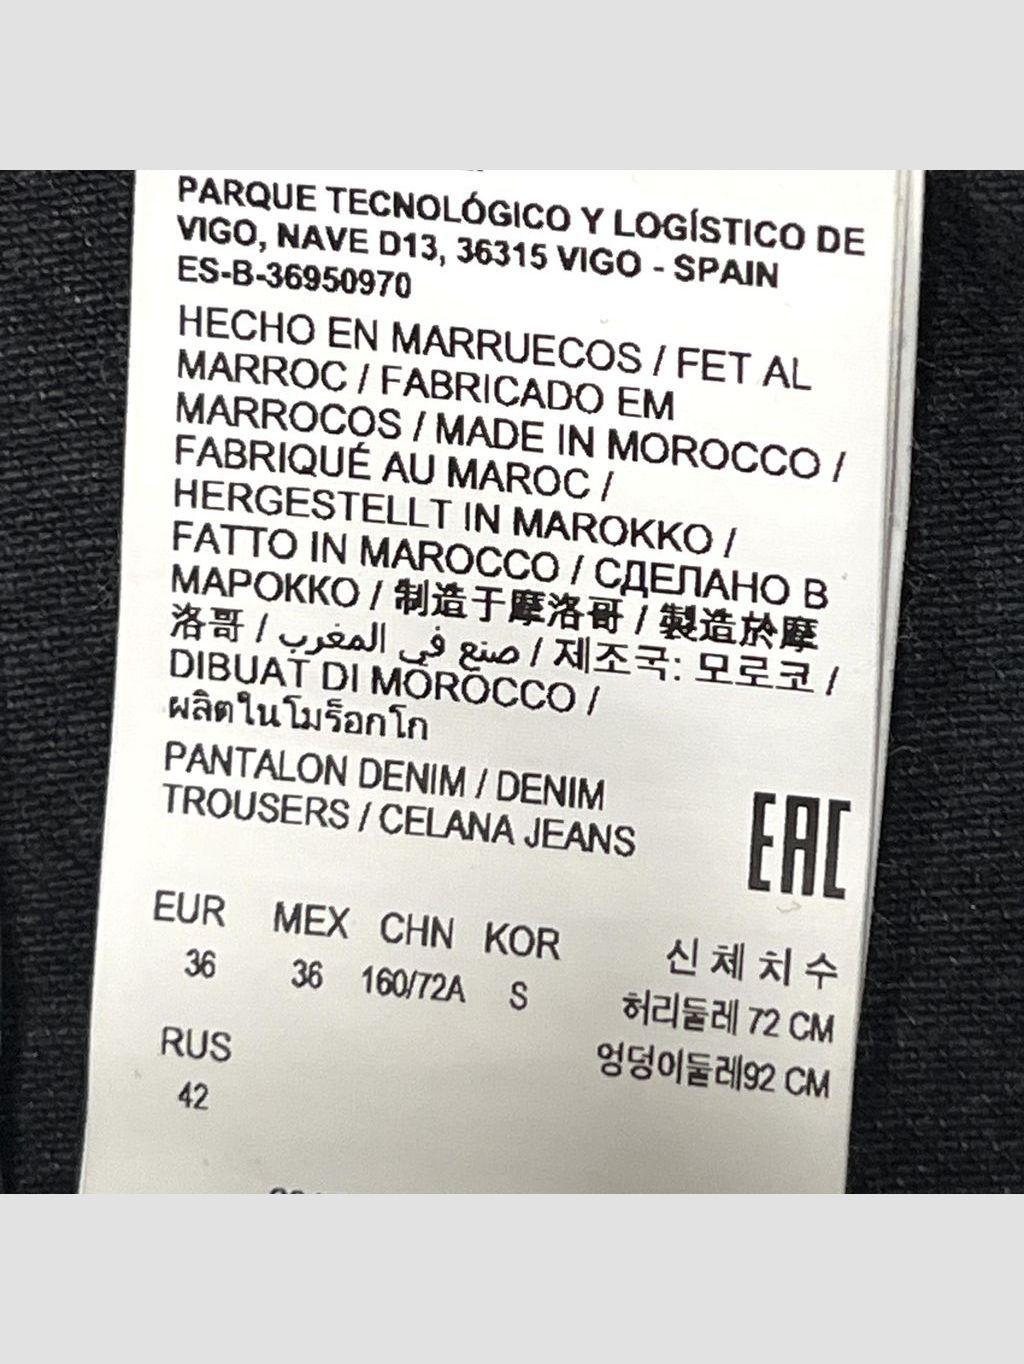 PARQUE TECNOLÓGICO Y LOGÍSTICO DE
VIGO, NAVE D13, 36315 VIGO - SPAIN
ES-B-36950970
HECHO EN MARRUECOS / FET AL
MARROC / FABRICADO EM
MARROCOS / MADE IN MOROCCO /
FABRIQUÉ AU MAROC /
HERGESTELLT IN MAROKKO /
FATTO IN MAROCCO / СДЕЛАНО В
МАРОККО / 制造于摩洛哥 / 製造於摩
洛哥 / صنع في المغرب / 제조국: 모로코 /
DIBUAT DI MOROCCO /
ผลิตในโมร็อกโก
PANTALON DENIM / DENIM
TROUSERS / CELANA JEANS
EAC
EUR MEX CHN KOR
36 36 160/72A S
RUS
42
신체치수
허리둘레 72 CM
엉덩이둘레92 CM